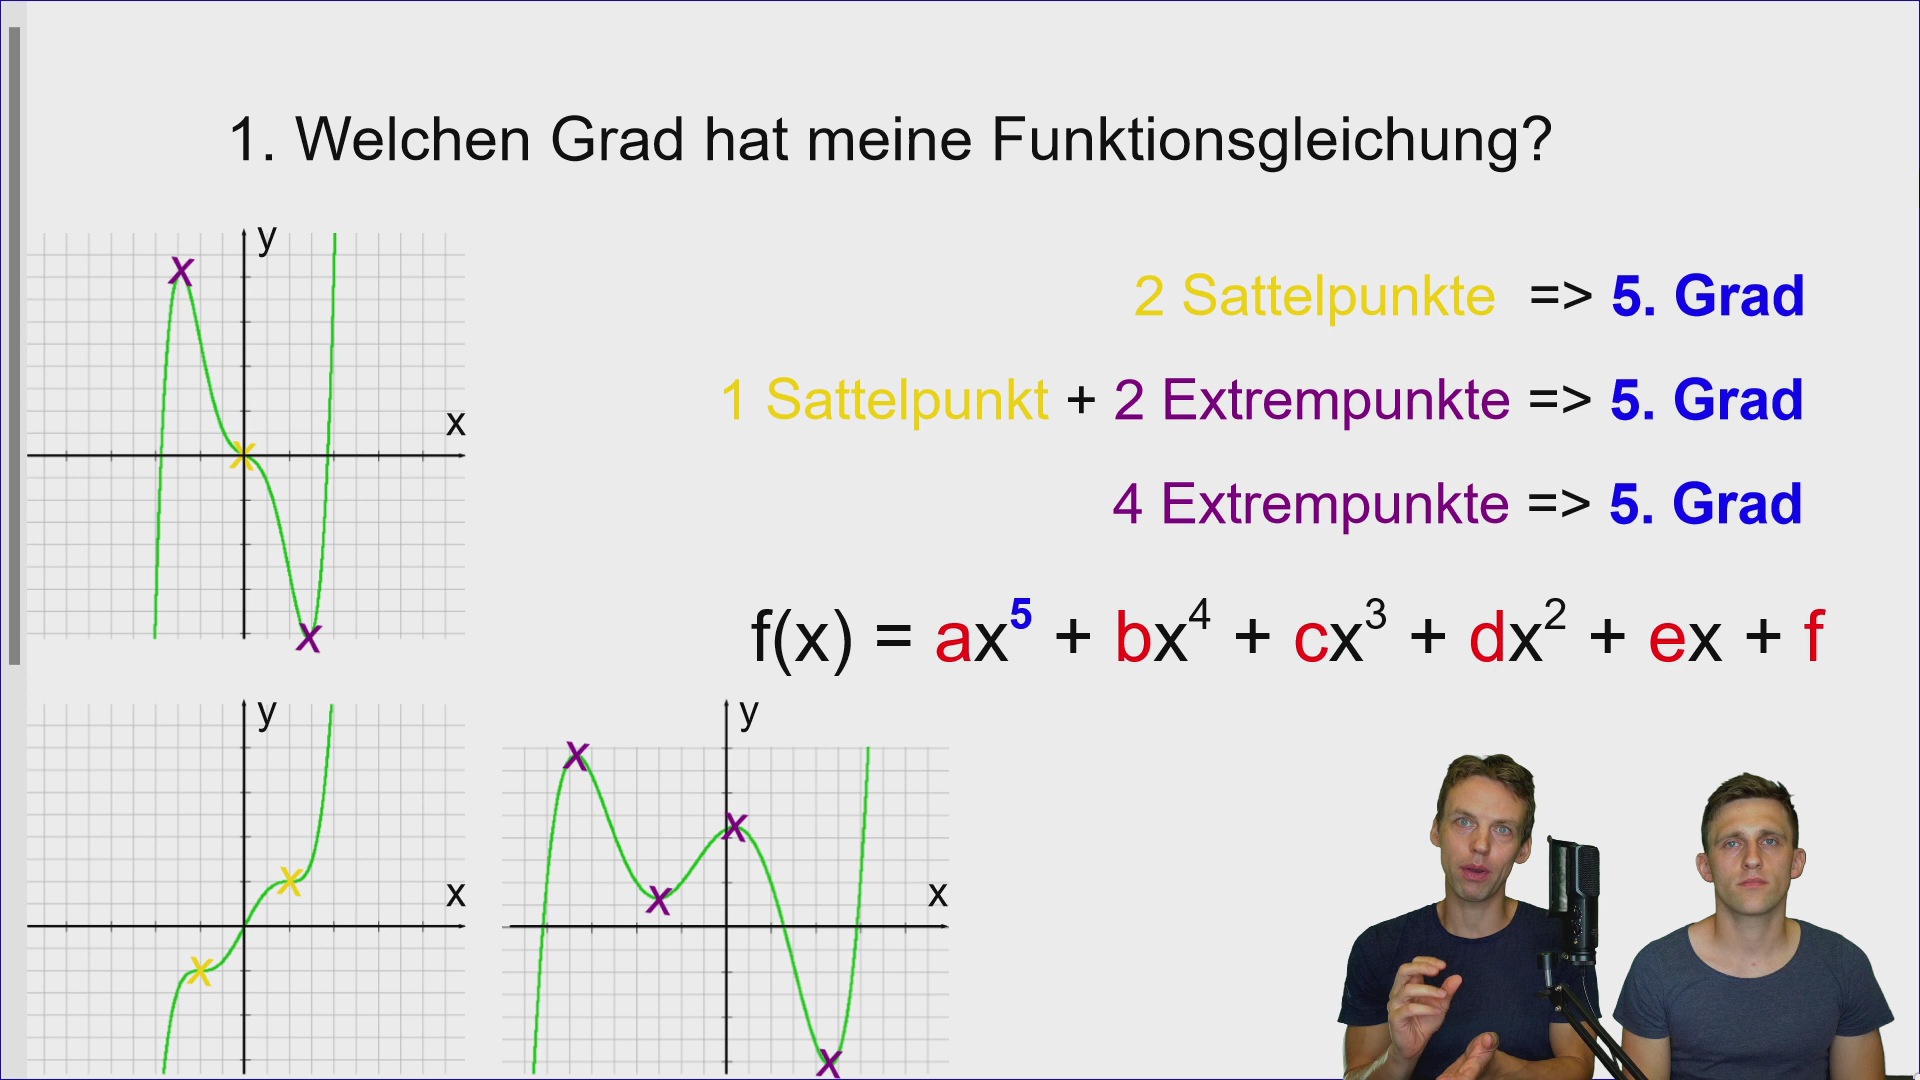 1. Welchen Grad hat meine Funktionsgleichung?
y
x
2 Sattelpunkte => 5. Grad
1 Sattelpunkt + 2 Extrempunkte => 5. Grad
4 Extrempunkte => 5. Grad
f(x) = ax⁵ + bx⁴ + cx³ + dx² + ex + f
y
x
y
x